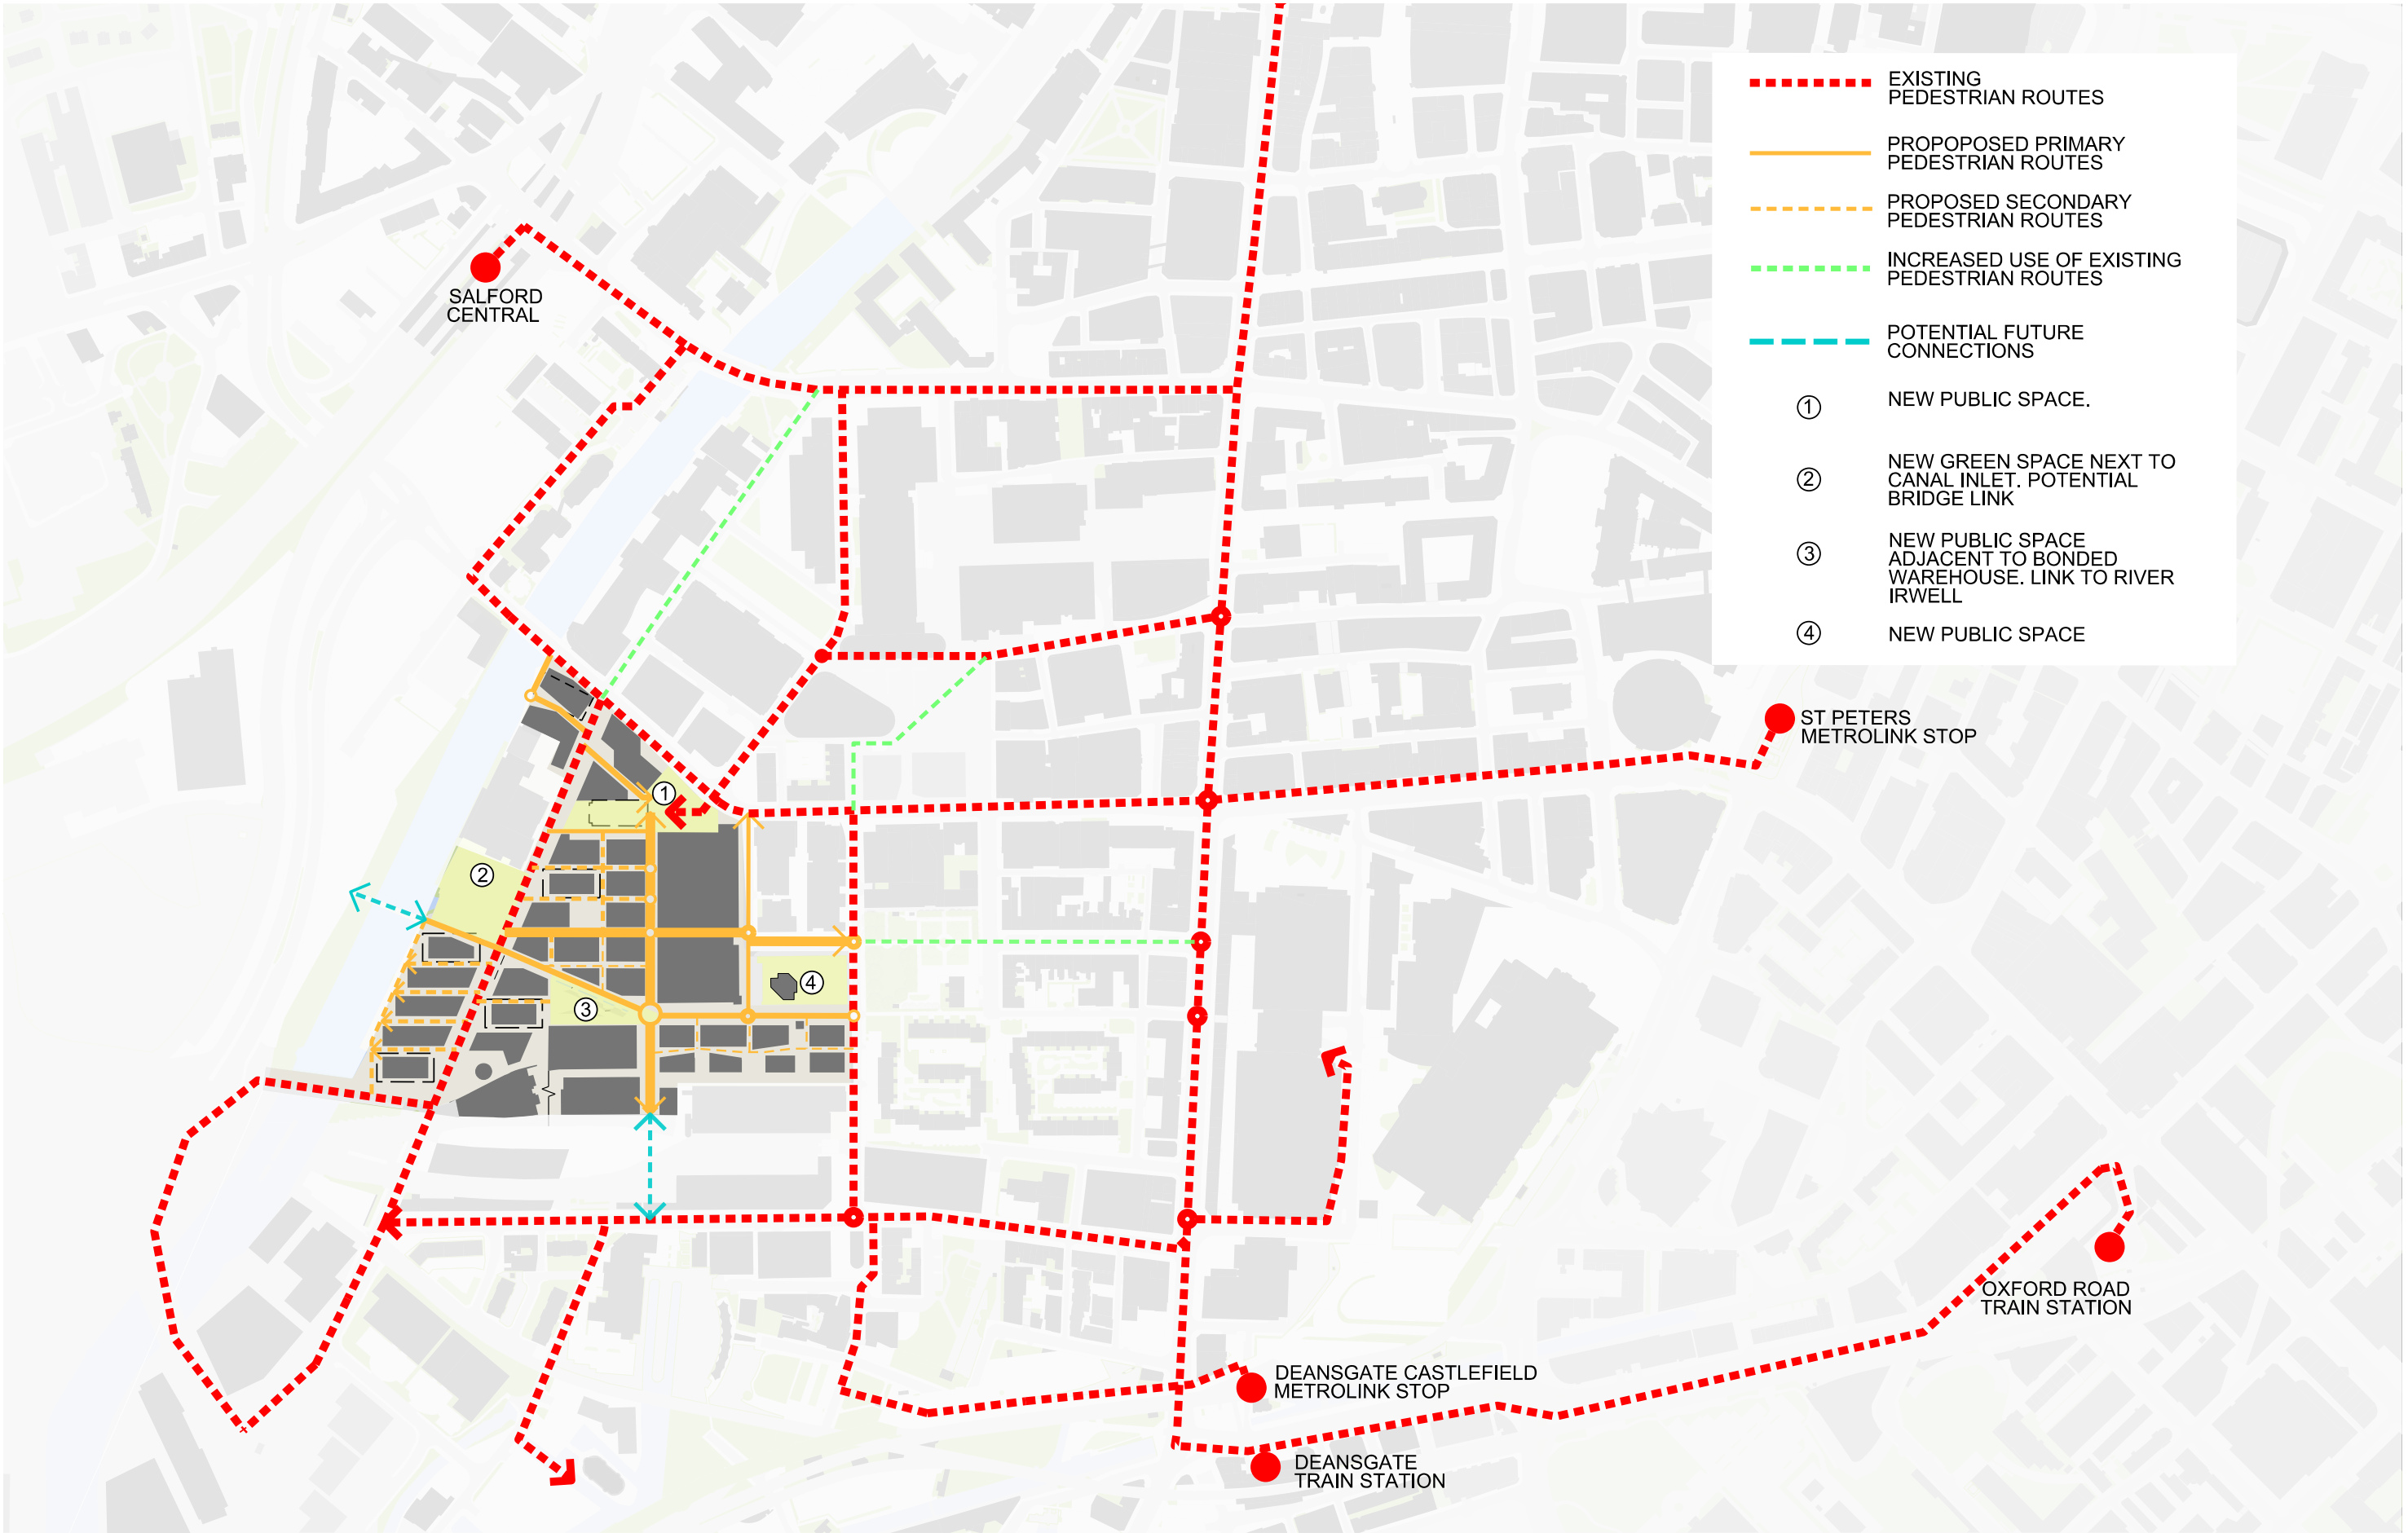 EXISTING
PEDESTRIAN ROUTES
PROPOPOSED PRIMARY
PEDESTRIAN ROUTES
PROPOSED SECONDARY
PEDESTRIAN ROUTES
INCREASED USE OF EXISTING
PEDESTRIAN ROUTES
POTENTIAL FUTURE
CONNECTIONS
1 NEW PUBLIC SPACE.
2 NEW GREEN SPACE NEXT TO
CANAL INLET. POTENTIAL
BRIDGE LINK
3 NEW PUBLIC SPACE
ADJACENT TO BONDED
WAREHOUSE. LINK TO RIVER
IRWELL
4 NEW PUBLIC SPACE
SALFORD
CENTRAL
ST PETERS
METROLINK STOP
1
2
4
3
OXFORD ROAD
TRAIN STATION
DEANSGATE CASTLEFIELD
METROLINK STOP
DEANSGATE
TRAIN STATION